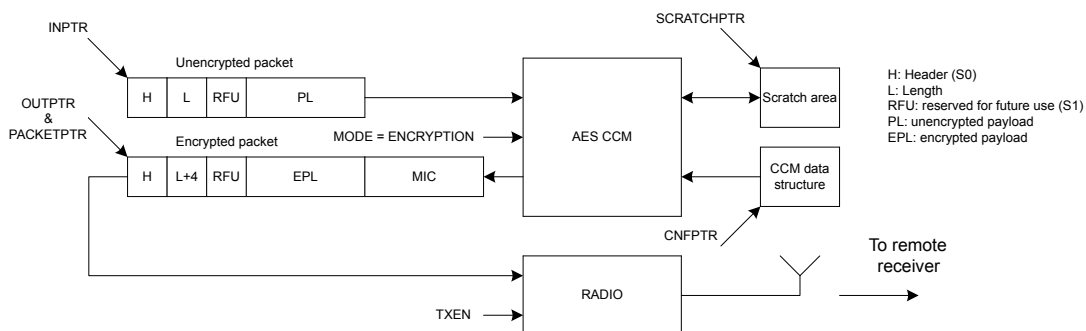 SCRATCHPTR
INPTR
Unencrypted packet
H L RFU PL
OUTPTR
&
PACKETPTR
MODE = ENCRYPTION
Encrypted packet
H L+4 RFU EPL MIC
AES CCM
Scratch area
CCM data
structure
CNFPTR
H: Header (S0)
L: Length
RFU: reserved for future use (S1)
PL: unencrypted payload
EPL: encrypted payload
To remote
receiver
RADIO
TXEN